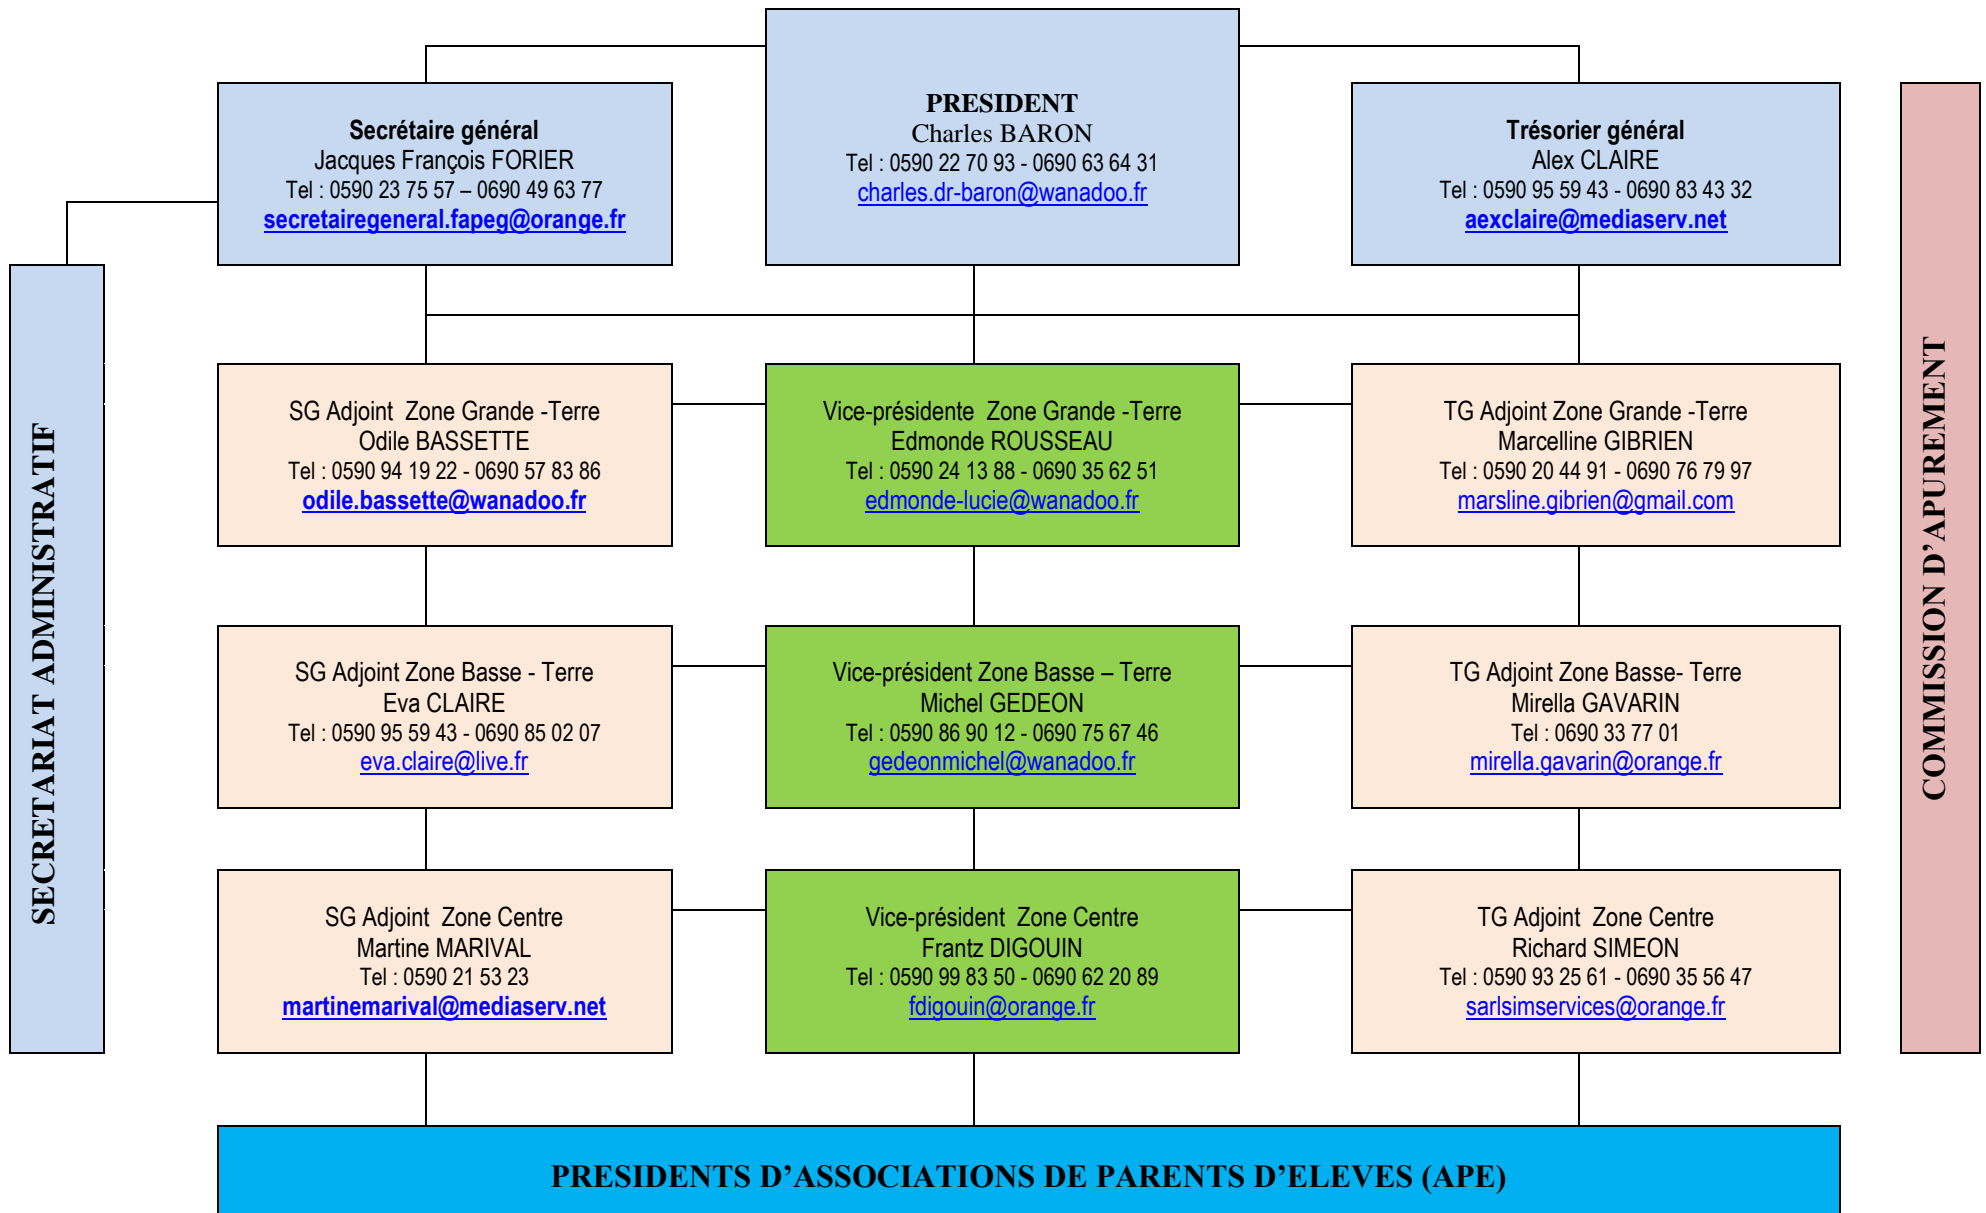 PRESIDENT
Charles BARON
Tel : 0590 22 70 93 - 0690 63 64 31
charles.dr-baron@wanadoo.fr
Secrétaire général
Jacques François FORIER
Tel : 0590 23 75 57 – 0690 49 63 77
secretairegeneral.fapeg@orange.fr
Trésorier général
Alex CLAIRE
Tel : 0590 95 59 43 - 0690 83 43 32
aexclaire@mediaserv.net
SECRETARIAT ADMINISTRATIF
COMMISSION D’APUREMENT
SG Adjoint Zone Grande -Terre
Odile BASSETTE
Tel : 0590 94 19 22 - 0690 57 83 86
odile.bassette@wanadoo.fr
Vice-présidente Zone Grande -Terre
Edmonde ROUSSEAU
Tel : 0590 24 13 88 - 0690 35 62 51
edmonde-lucie@wanadoo.fr
TG Adjoint Zone Grande -Terre
Marcelline GIBRIEN
Tel : 0590 20 44 91 - 0690 76 79 97
marsline.gibrien@gmail.com
SG Adjoint Zone Basse - Terre
Eva CLAIRE
Tel : 0590 95 59 43 - 0690 85 02 07
eva.claire@live.fr
Vice-président Zone Basse – Terre
Michel GEDEON
Tel : 0590 86 90 12 - 0690 75 67 46
gedeonmichel@wanadoo.fr
TG Adjoint Zone Basse- Terre
Mirella GAVARIN
Tel : 0690 33 77 01
mirella.gavarin@orange.fr
SG Adjoint Zone Centre
Martine MARIVAL
Tel : 0590 21 53 23
martinemarival@mediaserv.net
Vice-président Zone Centre
Frantz DIGOUIN
Tel : 0590 99 83 50 - 0690 62 20 89
fdigouin@orange.fr
TG Adjoint Zone Centre
Richard SIMEON
Tel : 0590 93 25 61 - 0690 35 56 47
sarlsimservices@orange.fr
PRESIDENTS D’ASSOCIATIONS DE PARENTS D’ELEVES (APE)